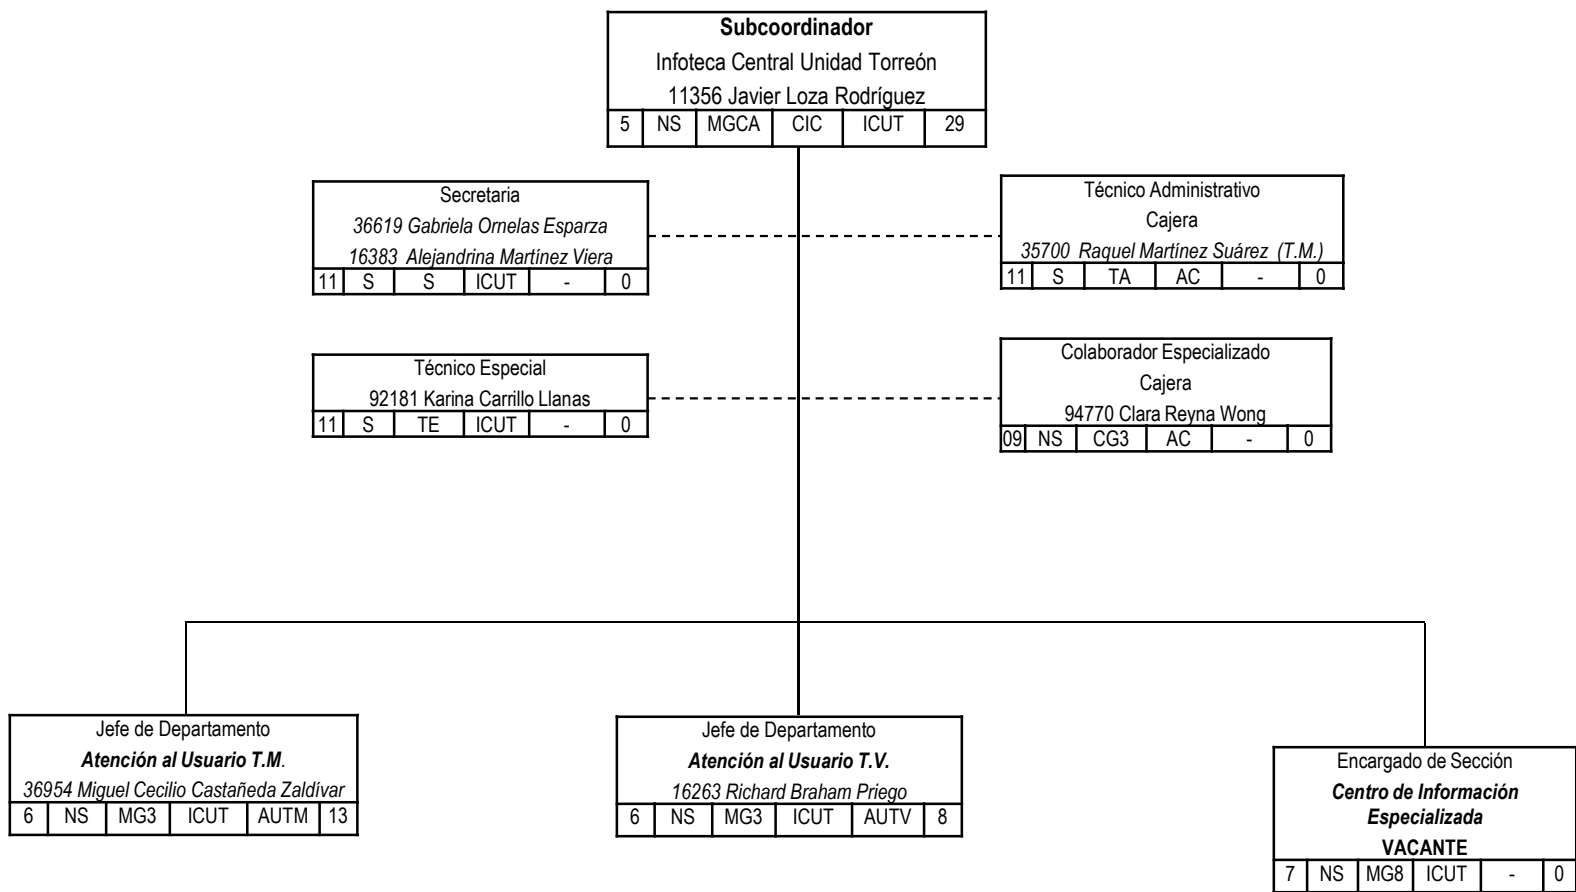 Subcoordinador
Infoteca Central Unidad Torreón
11356 Javier Loza Rodríguez
5 NS MGCA CIC ICUT 29
Secretaria
36619 Gabriela Ornelas Esparza
16383 Alejandrina Martínez Viera
11 S S ICUT - 0
Técnico Administrativo
Cajera
35700 Raquel Martínez Suárez (T.M.)
11 S TA AC - 0
Técnico Especial
92181 Karina Carrillo Llanas
11 S TE ICUT - 0
Colaborador Especializado
Cajera
94770 Clara Reyna Wong
09 NS CG3 AC - 0
Jefe de Departamento
Atención al Usuario T.M.
36954 Miguel Cecilio Castañeda Zaldívar
6 NS MG3 ICUT AUTM 13
Jefe de Departamento
Atención al Usuario T.V.
16263 Richard Braham Priego
6 NS MG3 ICUT AUTV 8
Encargado de Sección
Centro de Información
Especializada
VACANTE
7 NS MG8 ICUT - 0